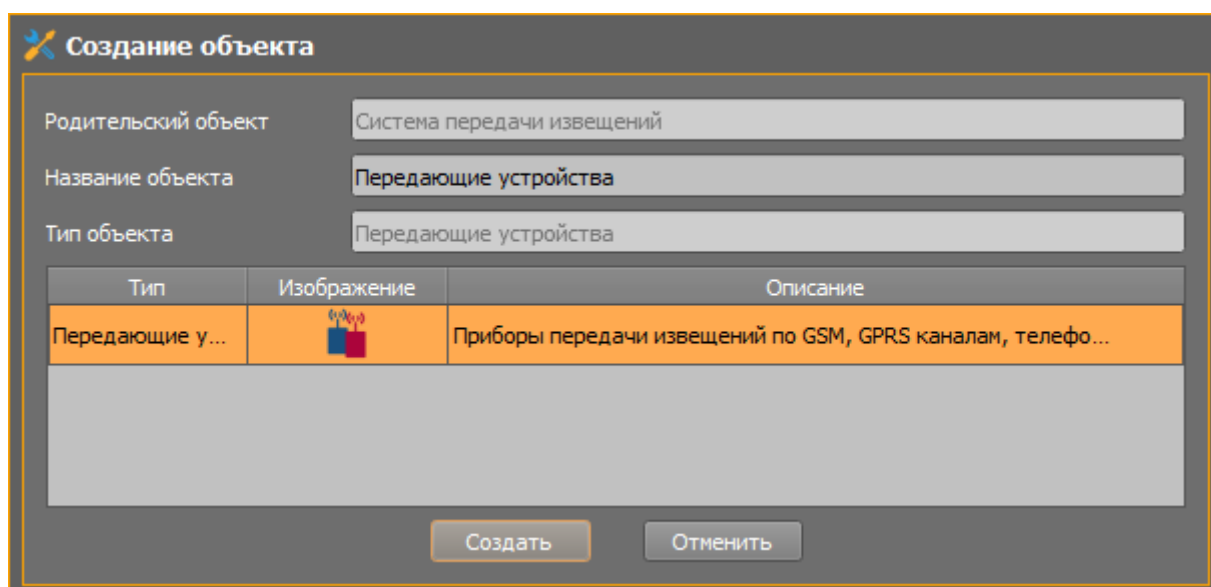 Создание объекта
Родительский объект Система передачи извещений
Название объекта Передающие устройства
Тип объекта Передающие устройства
Тип Изображение Описание
Передающие у... Приборы передачи извещений по GSM, GPRS каналам, телефо...
Создать Отменить